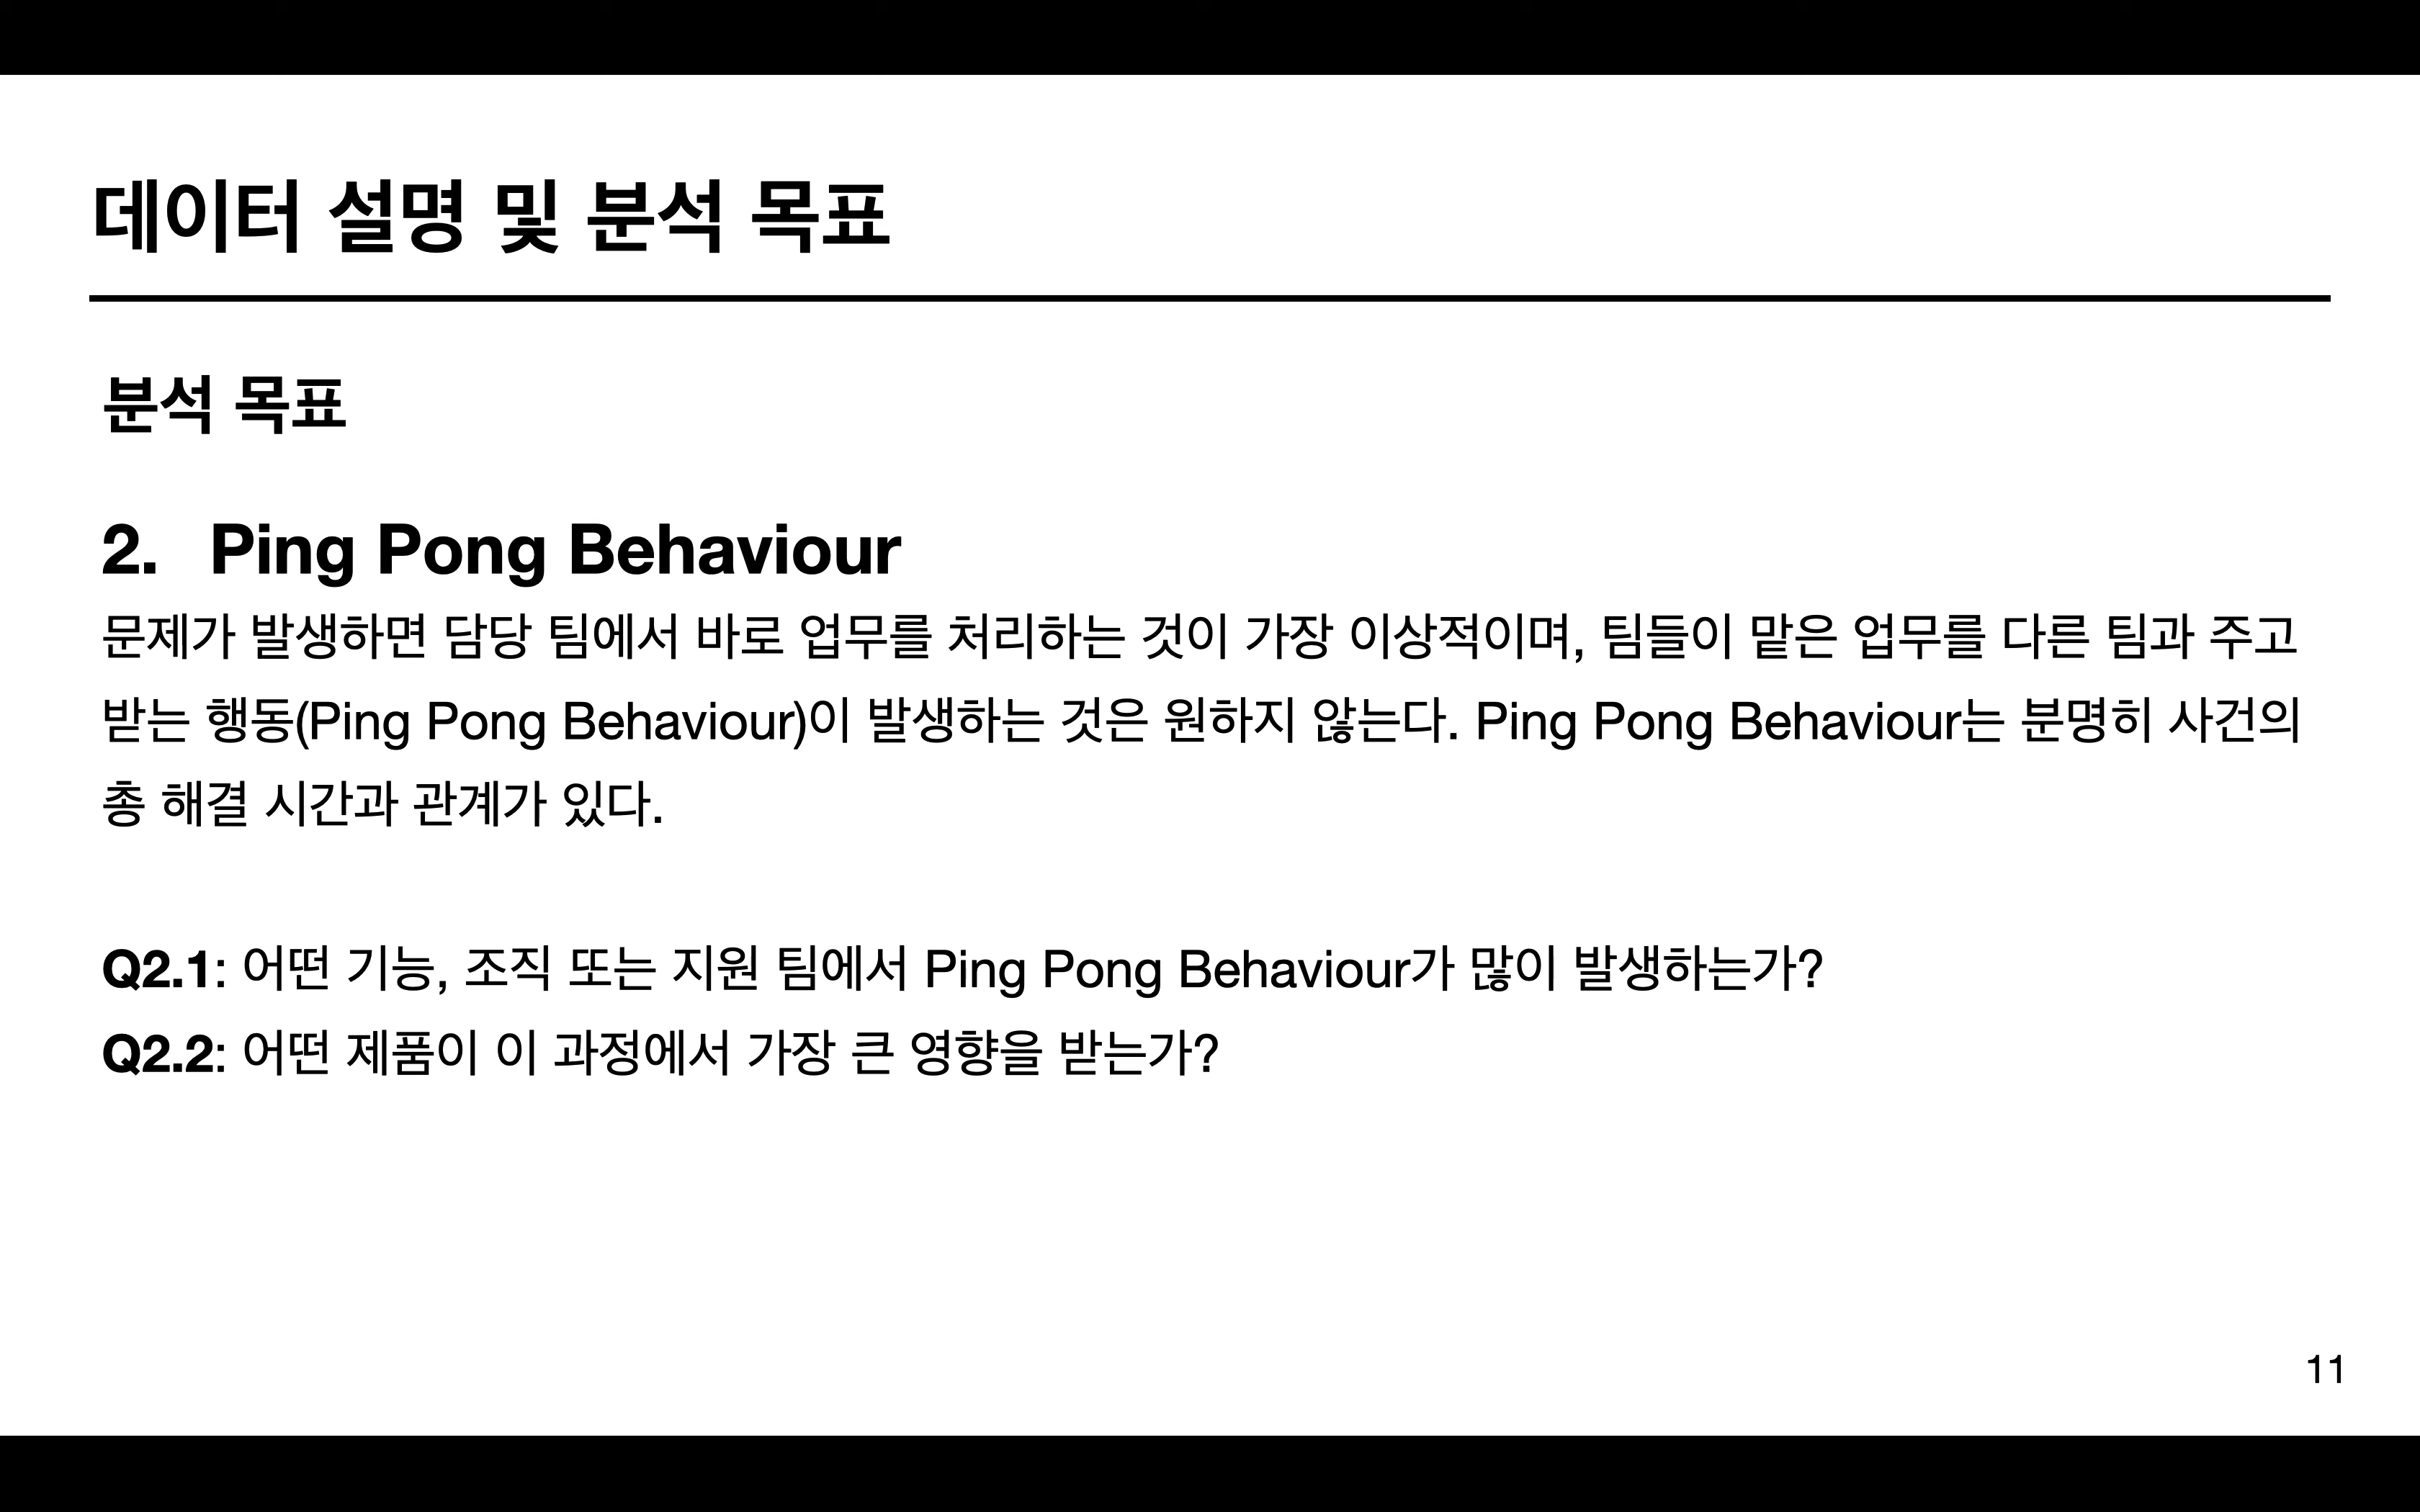 데이터 설명 및 분석 목표
분석 목표
2. Ping Pong Behaviour
문제가 발생하면 담당 팀에서 바로 업무를 처리하는 것이 가장 이상적이며, 팀들이 맡은 업무를 다른 팀과 주고
받는 행동(Ping Pong Behaviour)이 발생하는 것은 원하지 않는다. Ping Pong Behaviour는 분명히 사건의
총 해결 시간과 관계가 있다.
Q2.1: 어떤 기능, 조직 또는 지원 팀에서 Ping Pong Behaviour가 많이 발생하는가?
Q2.2: 어떤 제품이 이 과정에서 가장 큰 영향을 받는가?
11